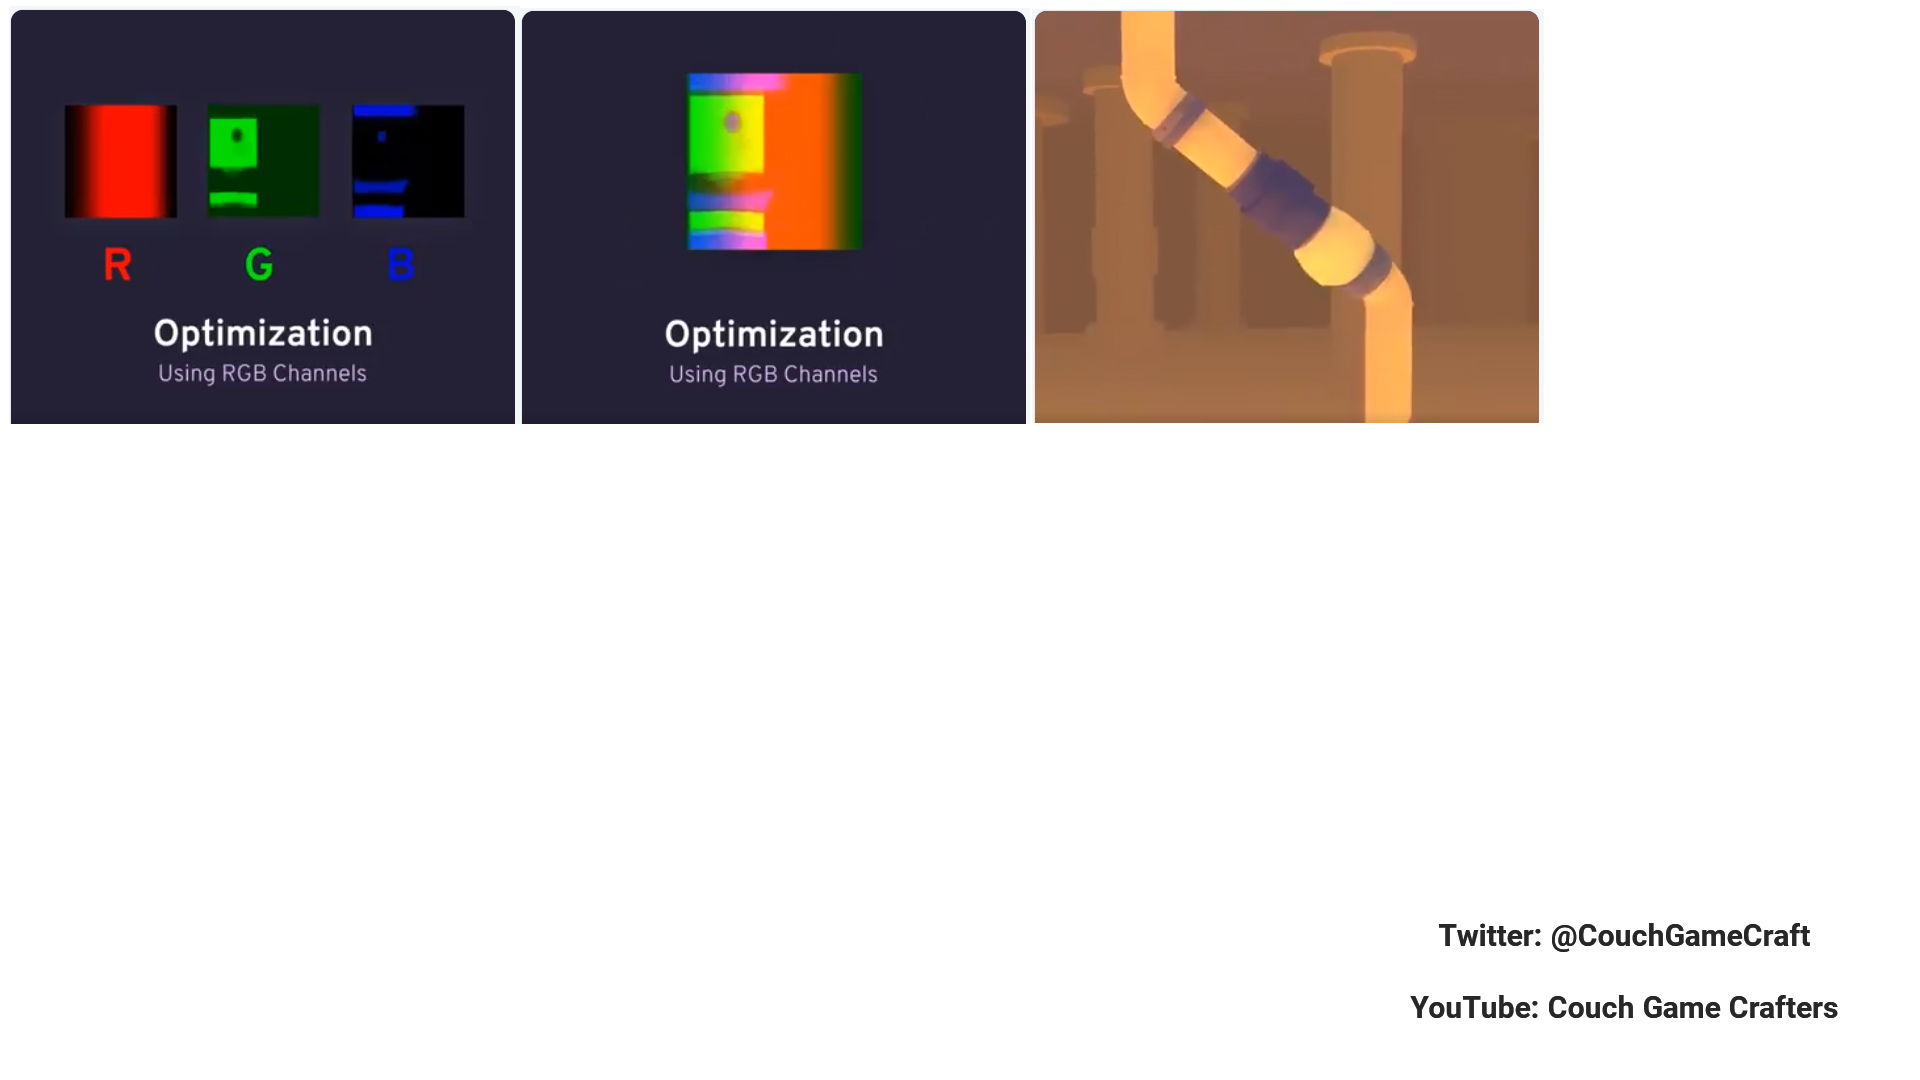 R G B
Optimization
Using RGB Channels
Optimization
Using RGB Channels
Twitter: @CouchGameCraft
YouTube: Couch Game Crafters